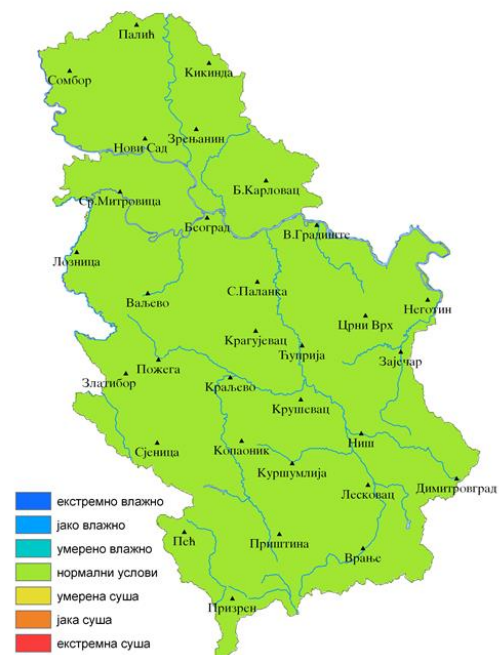 Палић
Кикинда
Сомбор
Зрењанин
Нови Сад
Б.Карловац
Ср.Митровица
Београд
В.Градиште
Лозница
С.Паланка
Ваљево
Неготин
Црни Врх
Крагујевац
Ћуприја
Зајечар
Пожега
Златибор
Краљево
Крушевац
Ниш
Сјеница
Копаоник
Куршумлија
Димитровград
Лесковац
Пећ
Приштина
Врање
Призрен
екстремно влажно
јако влажно
умерено влажно
нормални услови
умерена суша
јака суша
екстремна суша